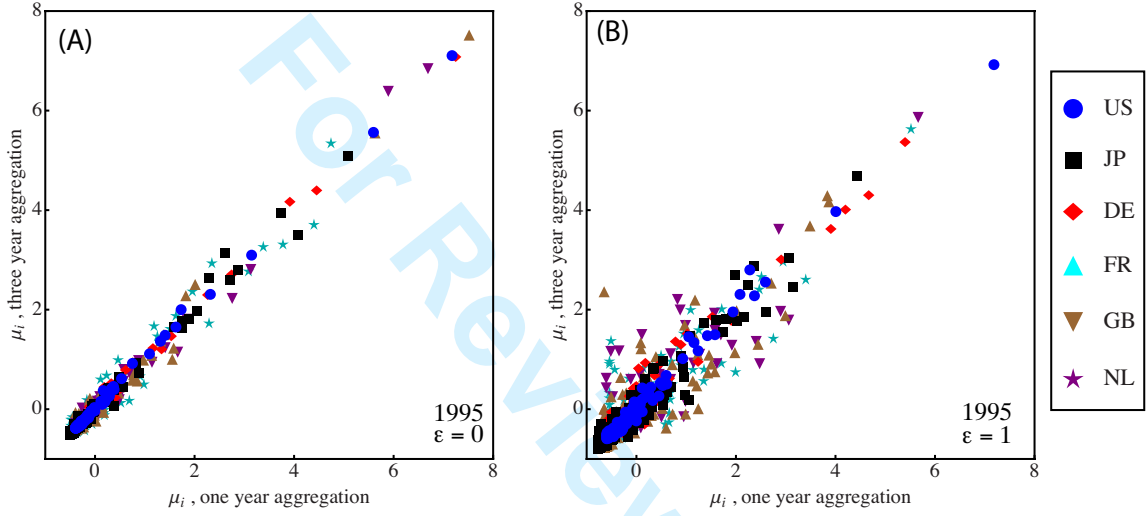 (A)
8
6
4
2
0
μi, three year aggregation
0 2 4 6 8
μi , one year aggregation
1995
ε = 0
(B)
8
6
4
2
0
μi, three year aggregation
0 2 4 6 8
μi , one year aggregation
1995
ε = 1
US
JP
DE
FR
GB
NL
For Review